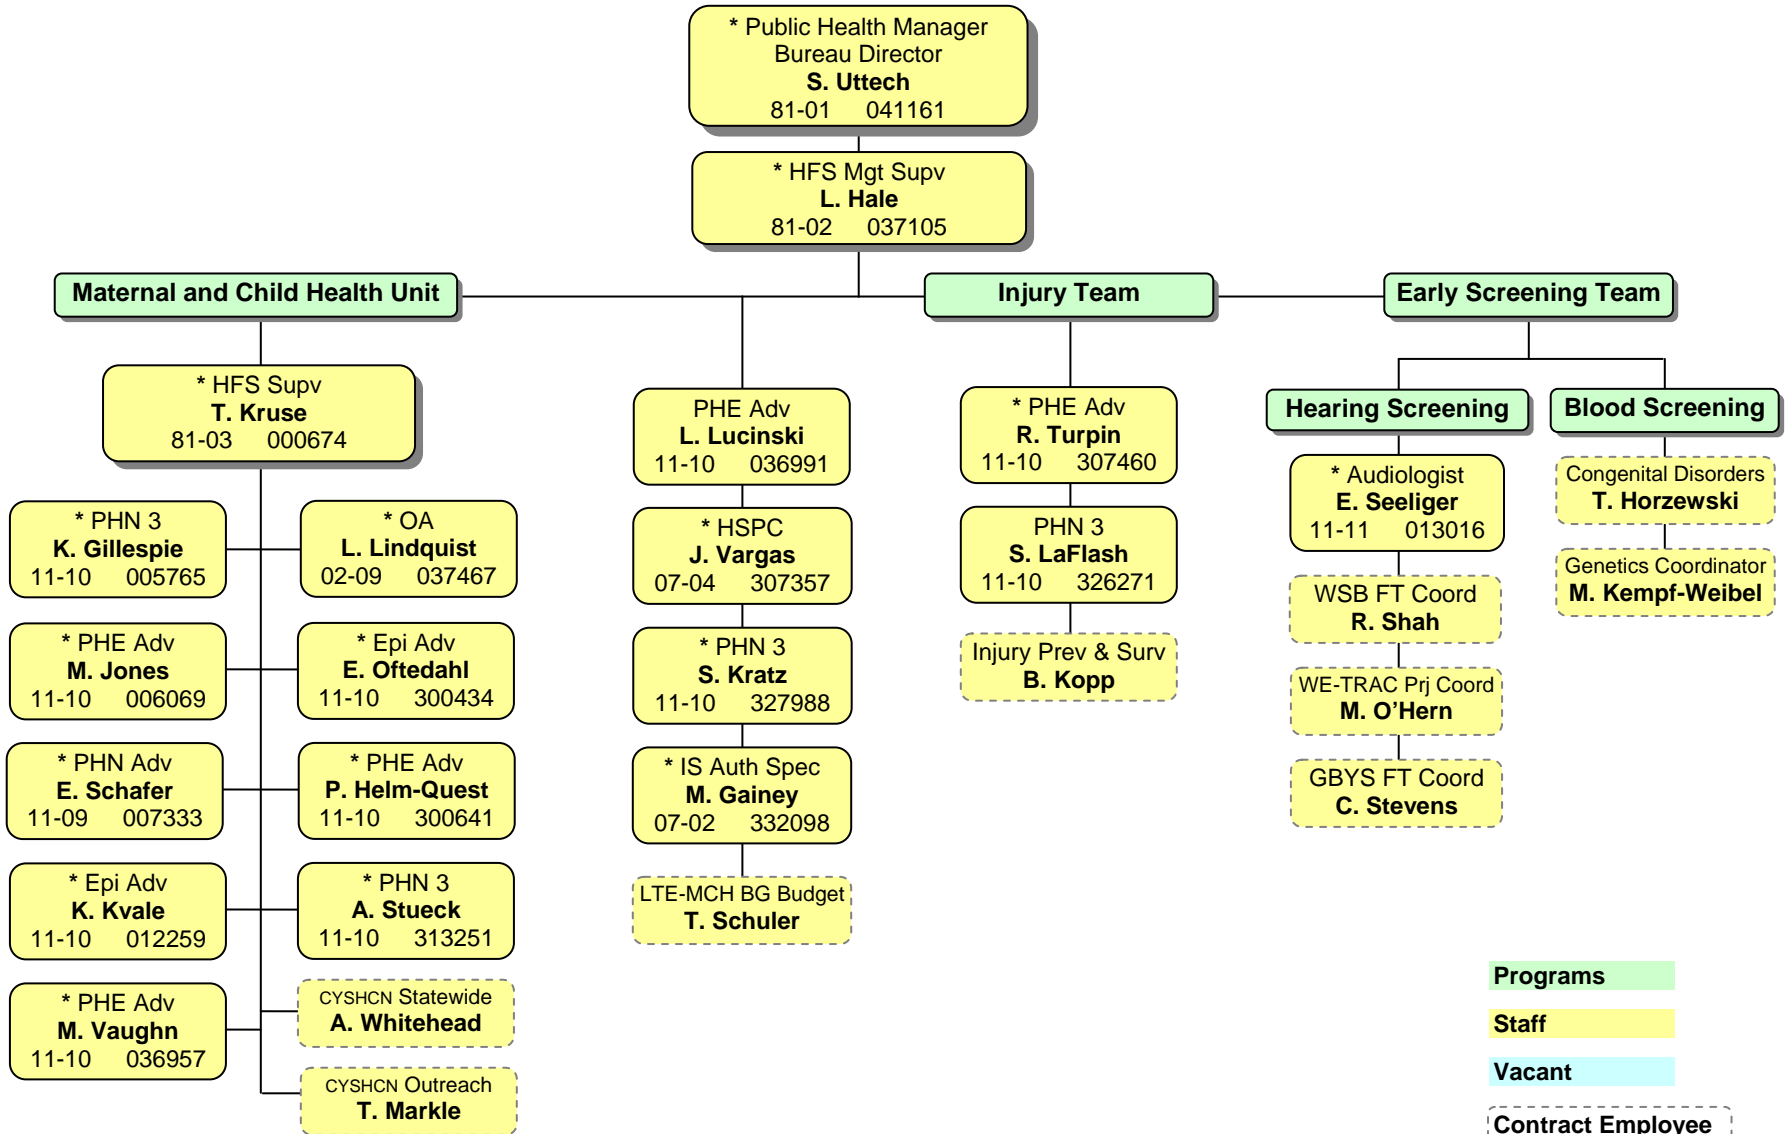 * Public Health Manager
Bureau Director
S. Uttech
81-01 041161
* HFS Mgt Supv
L. Hale
81-02 037105
Maternal and Child Health Unit
Injury Team
Early Screening Team
* HFS Supv
T. Kruse
81-03 000674
* PHN 3
K. Gillespie
11-10 005765
* OA
L. Lindquist
02-09 037467
* PHE Adv
M. Jones
11-10 006069
* Epi Adv
E. Oftedahl
11-10 300434
* PHN Adv
E. Schafer
11-09 007333
* PHE Adv
P. Helm-Quest
11-10 300641
* Epi Adv
K. Kvale
11-10 012259
* PHN 3
A. Stueck
11-10 313251
* PHE Adv
M. Vaughn
11-10 036957
CYSHCN Statewide
A. Whitehead
CYSHCN Outreach
T. Markle
PHE Adv
L. Lucinski
11-10 036991
* HSPC
J. Vargas
07-04 307357
* PHN 3
S. Kratz
11-10 327988
* IS Auth Spec
M. Gainey
07-02 332098
LTE-MCH BG Budget
T. Schuler
* PHE Adv
R. Turpin
11-10 307460
PHN 3
S. LaFlash
11-10 326271
Injury Prev & Surv
B. Kopp
Hearing Screening
* Audiologist
E. Seeliger
11-11 013016
WSB FT Coord
R. Shah
WE-TRAC Prj Coord
M. O’Hern
GBYS FT Coord
C. Stevens
Blood Screening
Congenital Disorders
T. Horzewski
Genetics Coordinator
M. Kempf-Weibel
Programs
Staff
Vacant
Contract Employee